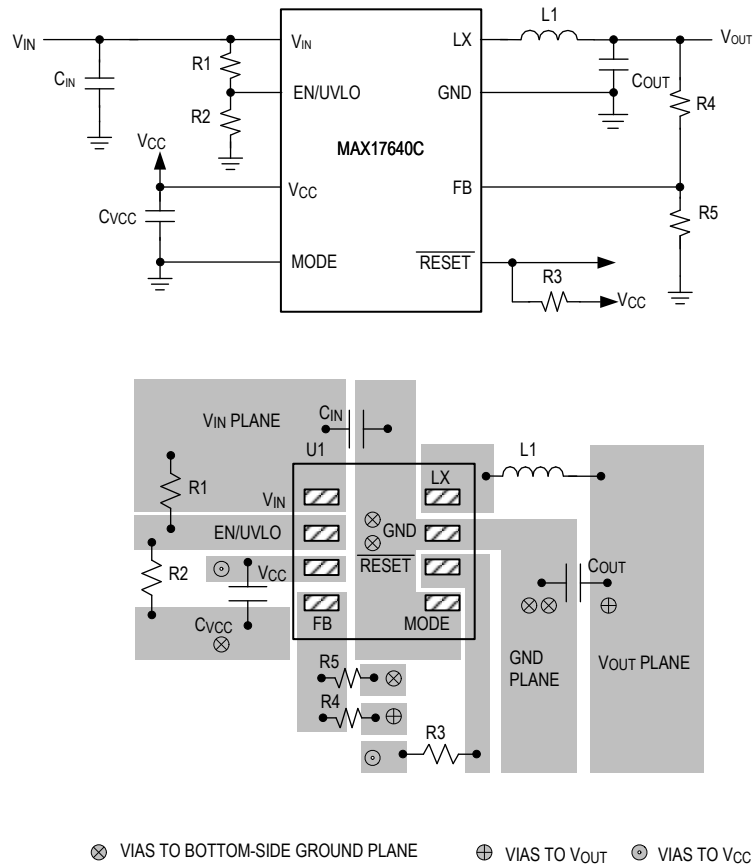 L1
VIN
VIN
LX
VOUT
CIN
R1
COUT
EN/UVLO
GND
R4
R2
VCC
MAX17640C
VCC
FB
CVCC
R5
MODE
RESET
R3
VCC
VIN PLANE
CIN
U1
L1
LX
R1
VIN
EN/UVLO
GND
R2
VCC
RESET
COUT
CVCC
FB
MODE
R5
GND
PLANE
VOUT PLANE
R4
R3
VIAS TO BOTTOM-SIDE GROUND PLANE
VIAS TO VOUT
VIAS TO VCC